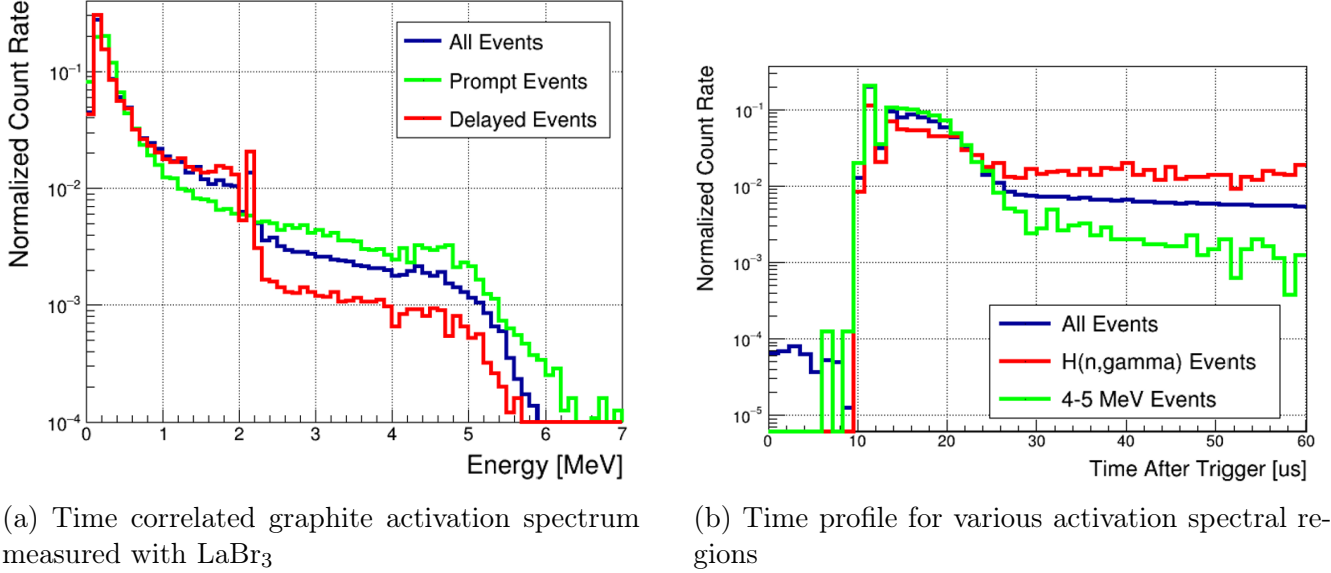 Normalized Count Rate
All Events
Prompt Events
Delayed Events
10⁻¹
10⁻²
10⁻³
10⁻⁴
0 1 2 3 4 5 6 7
Energy [MeV]
(a) Time correlated graphite activation spectrum
measured with LaBr₃
Normalized Count Rate
10⁻¹
10⁻²
10⁻³
10⁻⁴
10⁻⁵
All Events
H(n,gamma) Events
4-5 MeV Events
0 10 20 30 40 50 60
Time After Trigger [us]
(b) Time profile for various activation spectral re-
gions